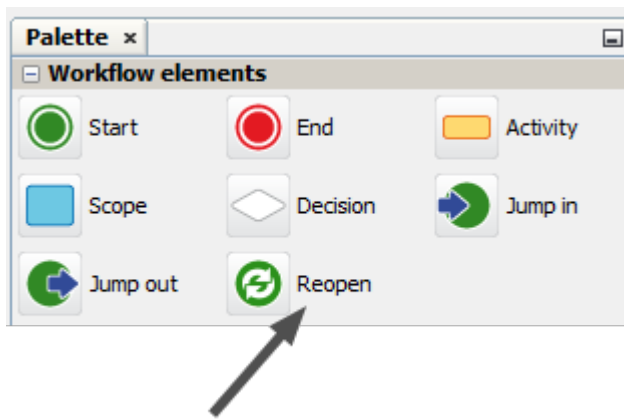 Palette
Workflow elements
Start End Activity
Scope Decision Jump in
Jump out Reopen